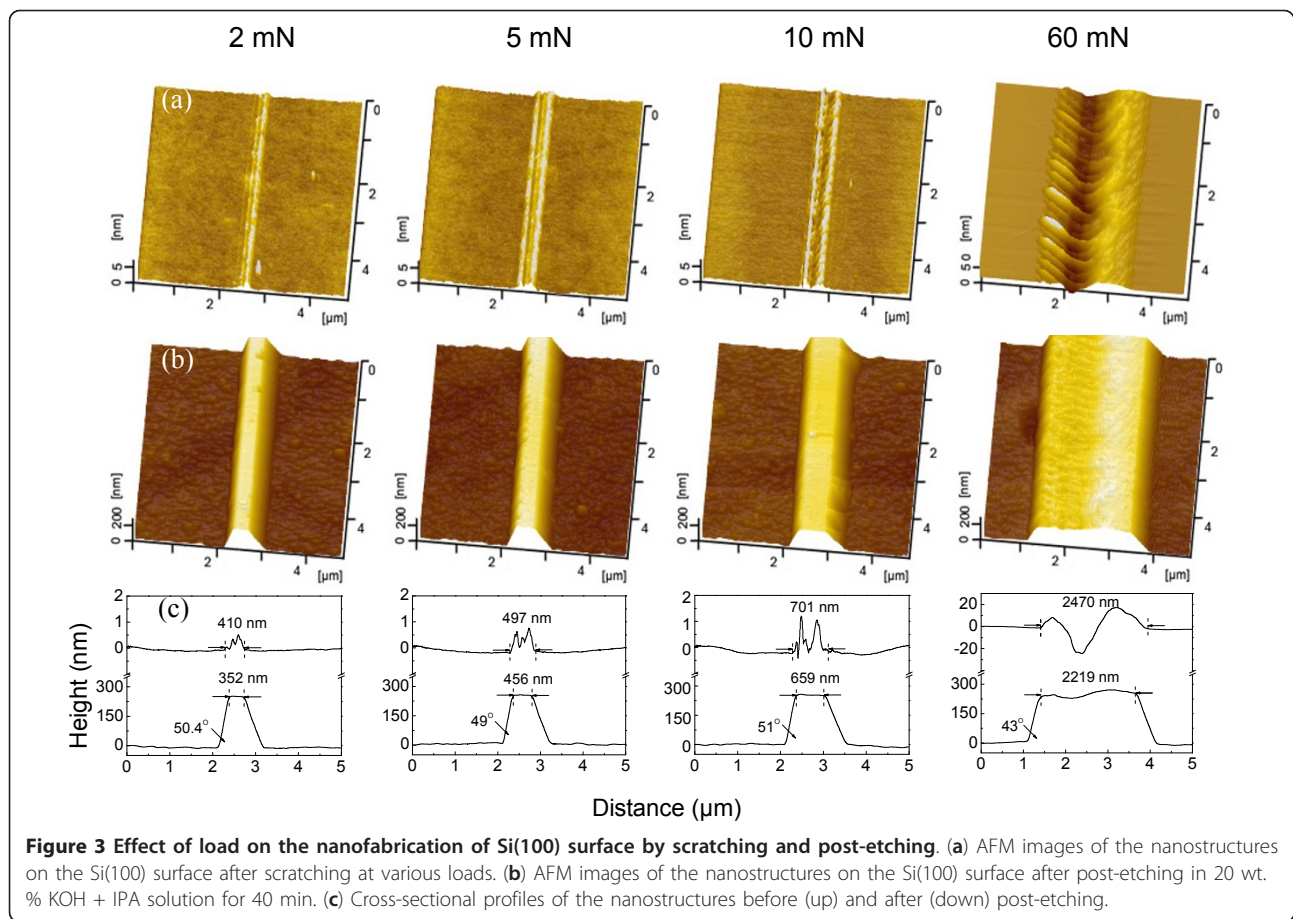 2 mN 5 mN 10 mN 60 mN
(a)
0 0 0 0
2 2 2 2
4 4 4 4
[nm] [nm] [nm] [nm]
0 5 0 5 0 5 0 50
2 4 [µm] 2 4 [µm] 2 4 [µm] 2 4 [µm]
(b)
0 0 0 0
2 2 2 2
4 4 4 4
[nm] [nm] [nm] [nm]
0 200 0 200 0 200 0 200
2 4 [µm] 2 4 [µm] 2 4 [µm] 2 4 [µm]
(c)
Height (nm)
2 2 2 20
410 nm 497 nm 701 nm 2470 nm
1 1 1 0
0 0 0 -20
352 nm 456 nm 659 nm 2219 nm
300 300 300 300
150 150 150 150
50.4° 49° 51° 43°
0 0 0 0
0 1 2 3 4 5 0 1 2 3 4 5 0 1 2 3 4 5 0 1 2 3 4 5
Distance (µm)
Figure 3 Effect of load on the nanofabrication of Si(100) surface by scratching and post-etching. (a) AFM images of the nanostructures
on the Si(100) surface after scratching at various loads. (b) AFM images of the nanostructures on the Si(100) surface after post-etching in 20 wt.
% KOH + IPA solution for 40 min. (c) Cross-sectional profiles of the nanostructures before (up) and after (down) post-etching.